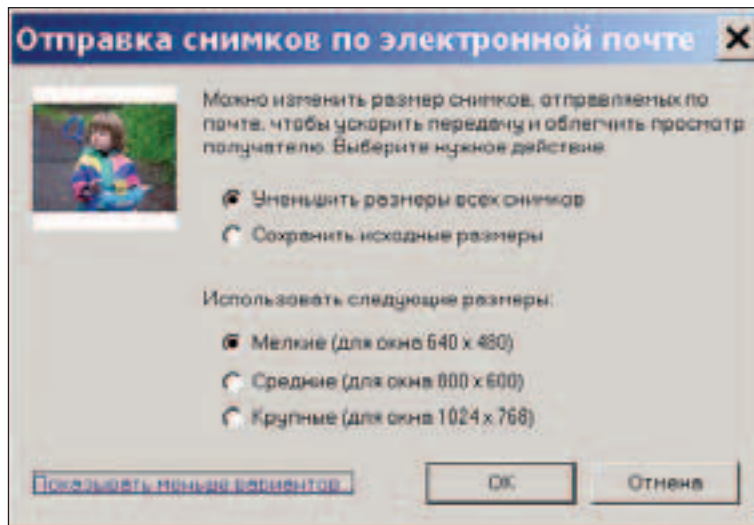 Отправка снимков по электронной почте
Можно изменить размер снимков, отправляемых по
почте, чтобы ускорить передачу и облегчить просмотр
получателю. Выберите нужное действие.
Уменьшить размеры всех снимков
Сохранить исходные размеры
Использовать следующие размеры:
Мелкие (для окна 640 x 480)
Средние (для окна 800 x 600)
Крупные (для окна 1024 x 768)
Показывать меньше вариантов...
OK
Отмена